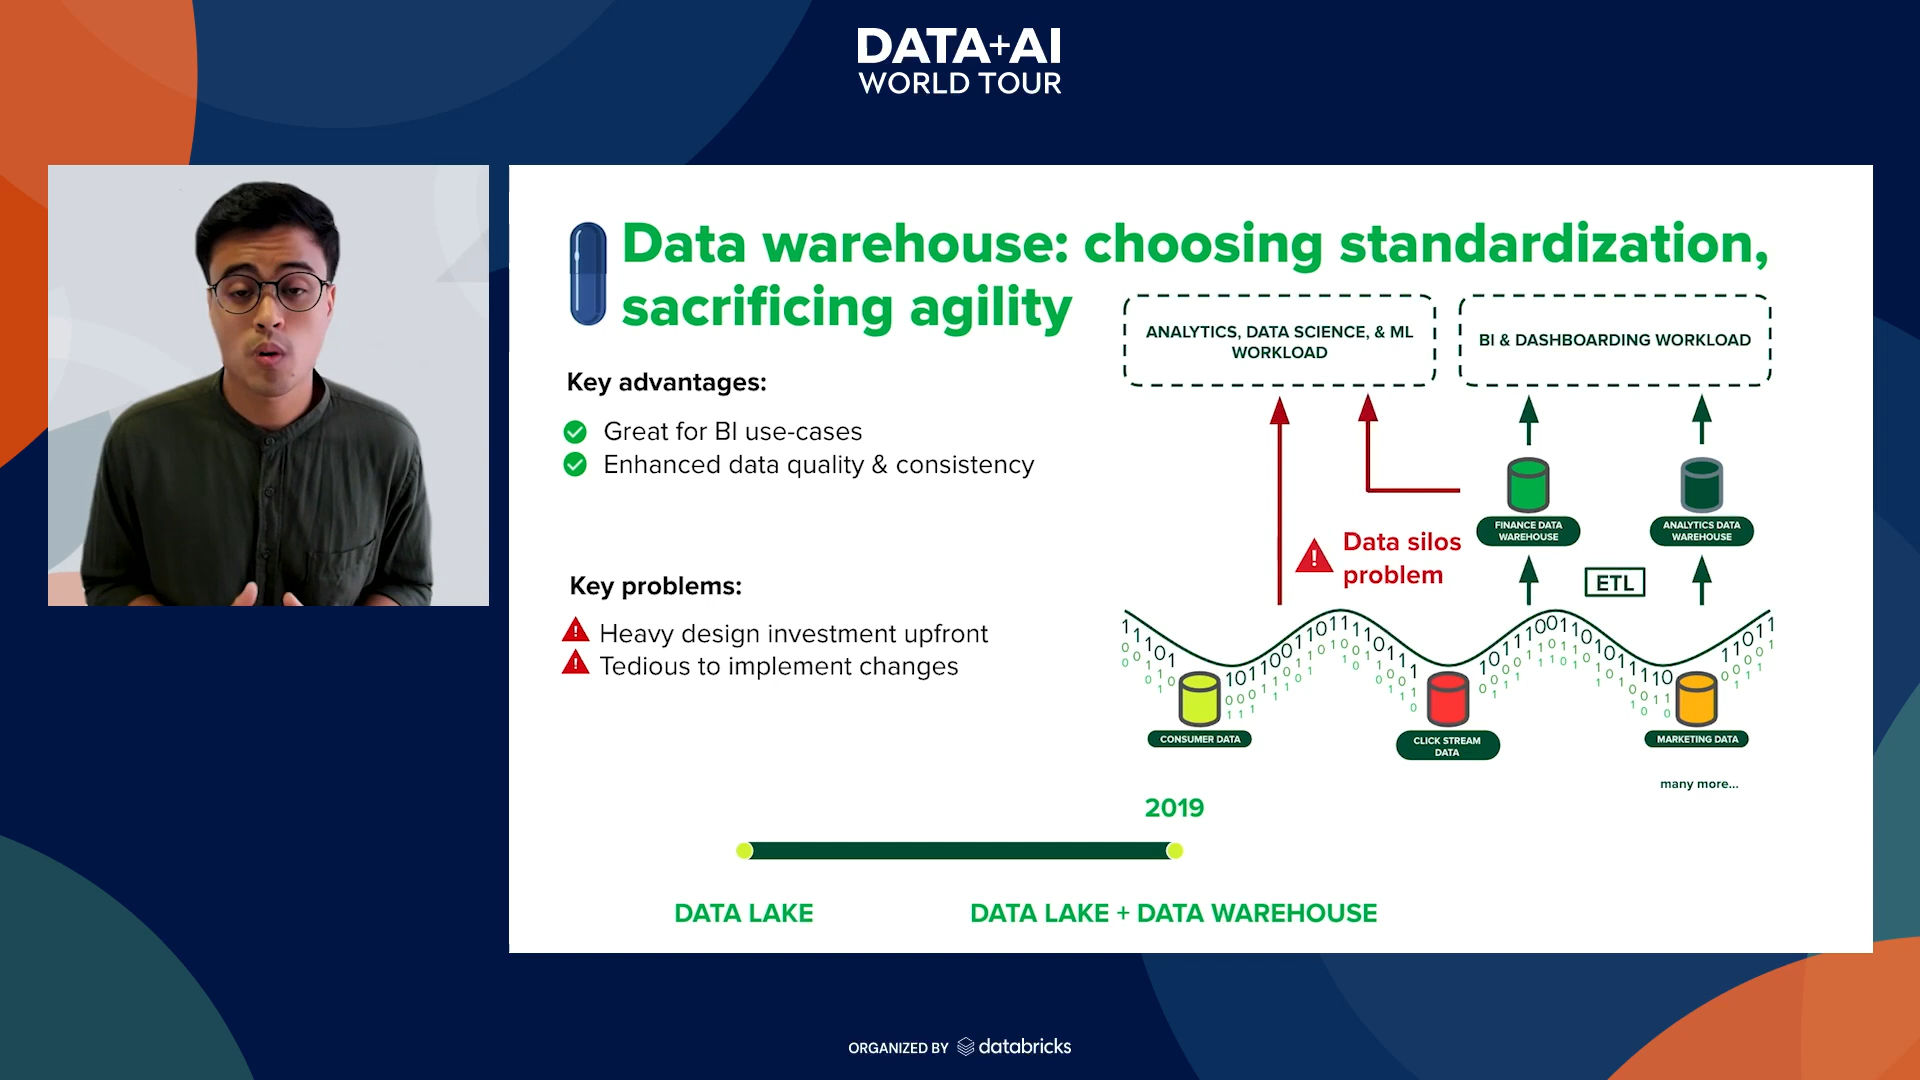 DATA+AI
WORLD TOUR
Data warehouse: choosing standardization,
sacrificing agility
Key advantages:
Great for BI use-cases
Enhanced data quality & consistency
Key problems:
Heavy design investment upfront
Tedious to implement changes
ANALYTICS, DATA SCIENCE, & ML
WORKLOAD
BI & DASHBOARDING WORKLOAD
FINANCE DATA
WAREHOUSE
ANALYTICS DATA
WAREHOUSE
Data silos
problem
ETL
CONSUMER DATA
CLICK STREAM
DATA
MARKETING DATA
many more...
2019
DATA LAKE
DATA LAKE + DATA WAREHOUSE
ORGANIZED BY databricks